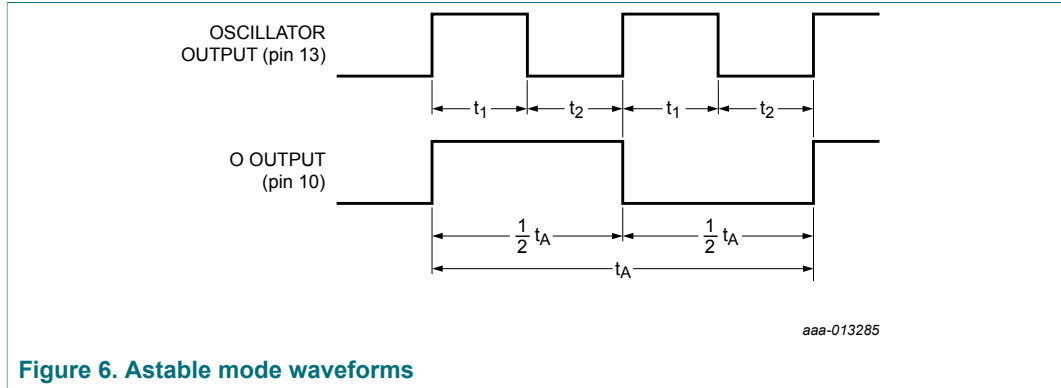 OSCILLATOR
OUTPUT (pin 13)
t1 t2 t1 t2
O OUTPUT
(pin 10)
1/2 tA 1/2 tA
tA
aaa-013285
Figure 6. Astable mode waveforms